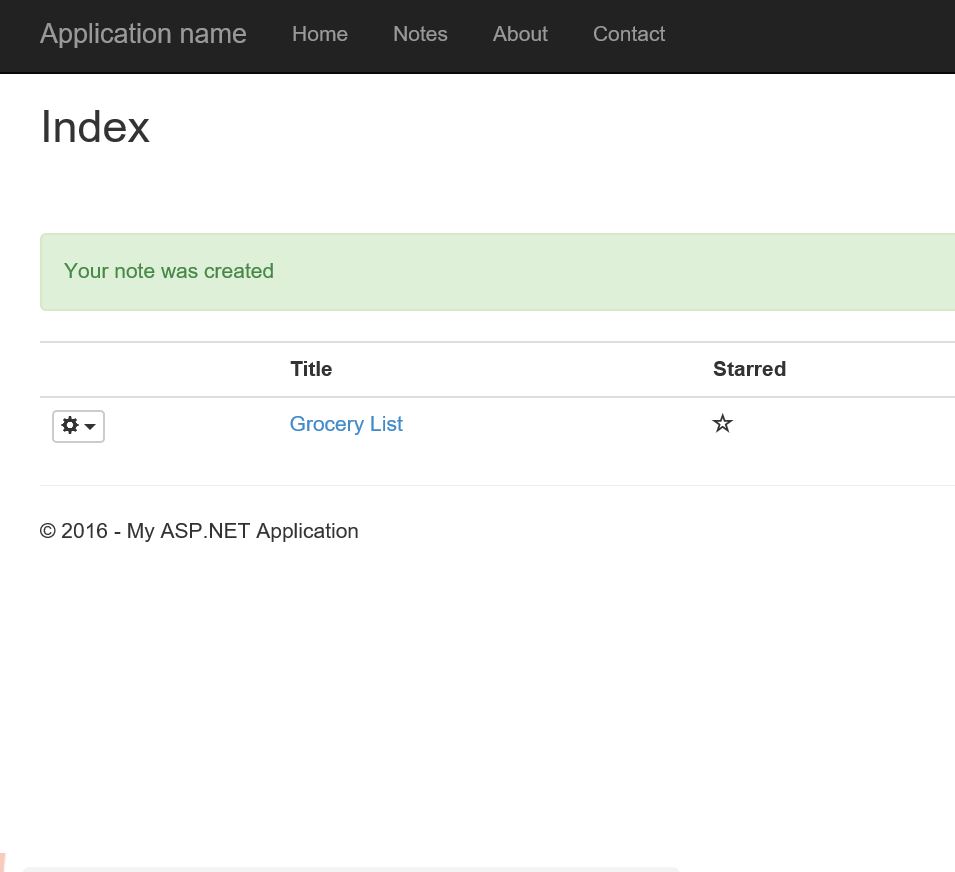 Application name Home Notes About Contact
Index
Your note was created
Title Starred
Grocery List
© 2016 - My ASP.NET Application